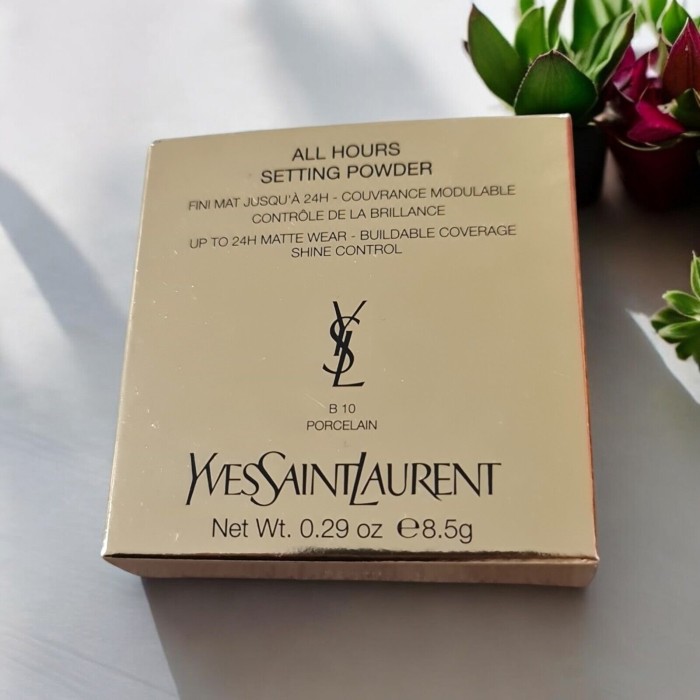 ALL HOURS
SETTING POWDER
FINI MAT JUSQU'À 24H - COUVRANCE MODULABLE
CONTRÔLE DE LA BRILLANCE
UP TO 24H MATTE WEAR - BUILDABLE COVERAGE
SHINE CONTROL
YSL
B 10
PORCELAIN
YVESSAINTLAURENT
Net Wt. 0.29 oz ℮8.5g